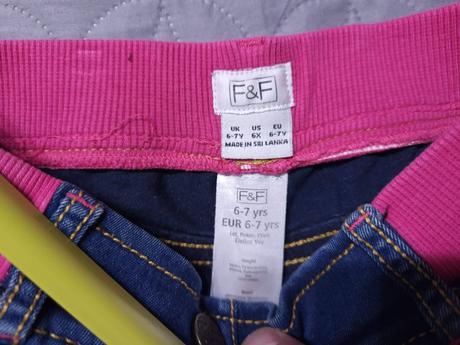 F&F
UK US EU
6-7Y 6X 6-7Y
MADE IN SRI LANKA
F&F
6-7 yrs
EUR 6-7 yrs
Height